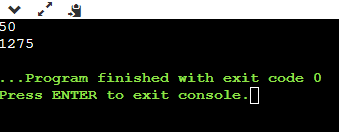 50
1275
...Program finished with exit code 0
Press ENTER to exit console.